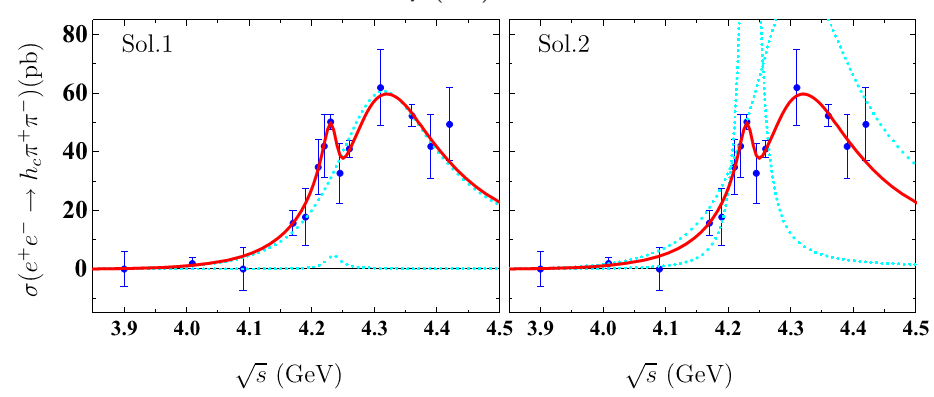 Sol.1
Sol.2
σ(e⁺e⁻ → h_cπ⁺π⁻)(pb)
80
60
40
20
0
3.9 4.0 4.1 4.2 4.3 4.4 4.5
3.9 4.0 4.1 4.2 4.3 4.4 4.5
√s (GeV)
√s (GeV)